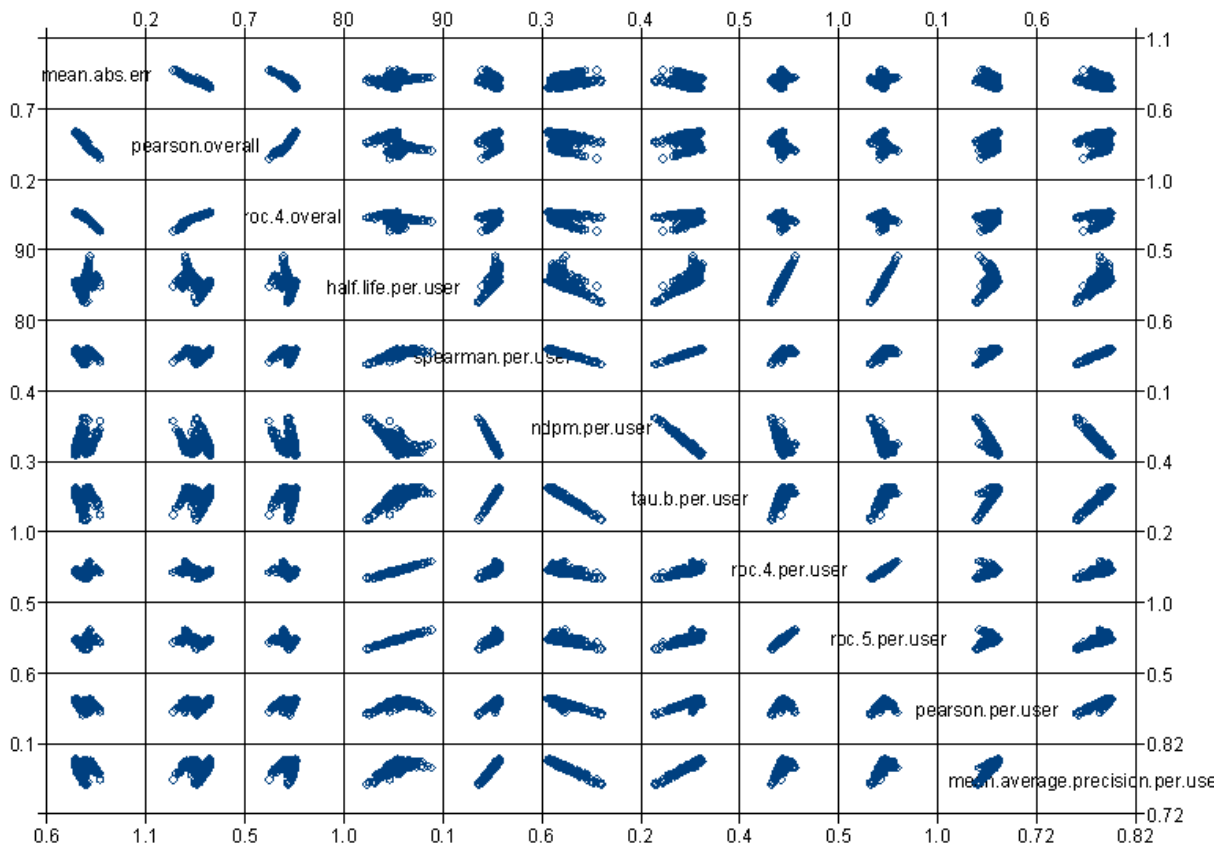 0.2 0.7 80 90 0.3 0.4 0.5 1.0 0.1 0.6
1.1
mean.abs.err
0.7 0.6
pearson.overall
0.2 1.0
roc.4.overal
90 0.5
half.life.per.user
80 0.6
spearman.per.user
0.4 0.1
ndpm.per.user
0.3 0.4
tau.b.per.user
1.0 0.2
roc.4.per.user
0.5 1.0
roc.5.per.user
0.6 0.5
pearson.per.user
0.1 0.82
mean.average.precision.per.use
0.72
0.6 1.1 0.5 1.0 0.1 0.6 0.2 0.4 0.5 1.0 0.72 0.82